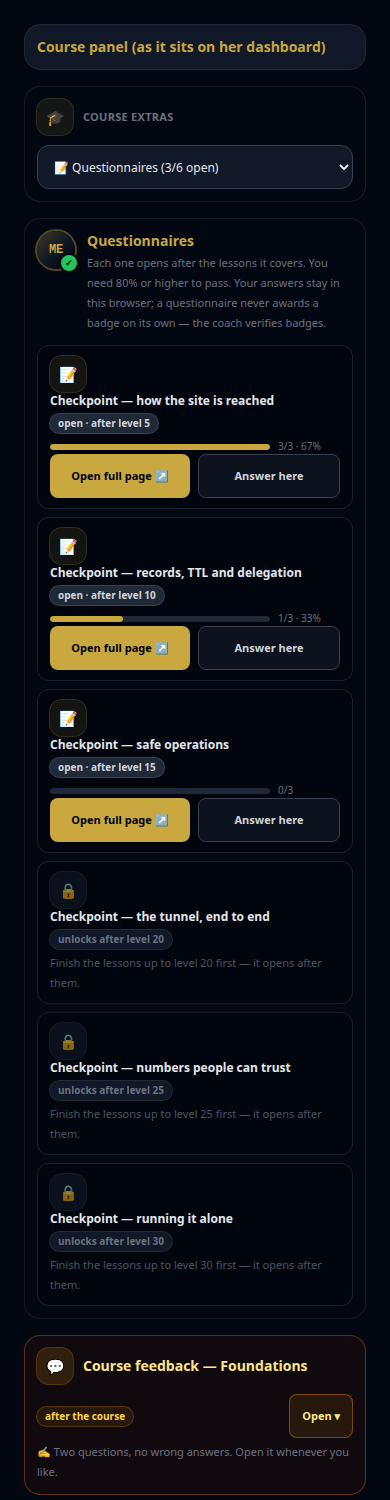 Course panel (as it sits on her dashboard)
🎓 COURSE EXTRAS
📝 Questionnaires (3/6 open)
ME
Questionnaires
Each one opens after the lessons it covers. You
need 80% or higher to pass. Your answers stay in
this browser; a questionnaire never awards a
badge on its own — the coach verifies badges.
Checkpoint — how the site is reached
open · after level 5
3/3 · 67%
Open full page ↗️ Answer here
Checkpoint — records, TTL and delegation
open · after level 10
1/3 · 33%
Open full page ↗️ Answer here
Checkpoint — safe operations
open · after level 15
0/3
Open full page ↗️ Answer here
Checkpoint — the tunnel, end to end
unlocks after level 20
Finish the lessons up to level 20 first — it opens after
them.
Checkpoint — numbers people can trust
unlocks after level 25
Finish the lessons up to level 25 first — it opens after
them.
Checkpoint — running it alone
unlocks after level 30
Finish the lessons up to level 30 first — it opens after
them.
Course feedback — Foundations
after the course
Open ▾
✍️ Two questions, no wrong answers. Open it whenever you
like.